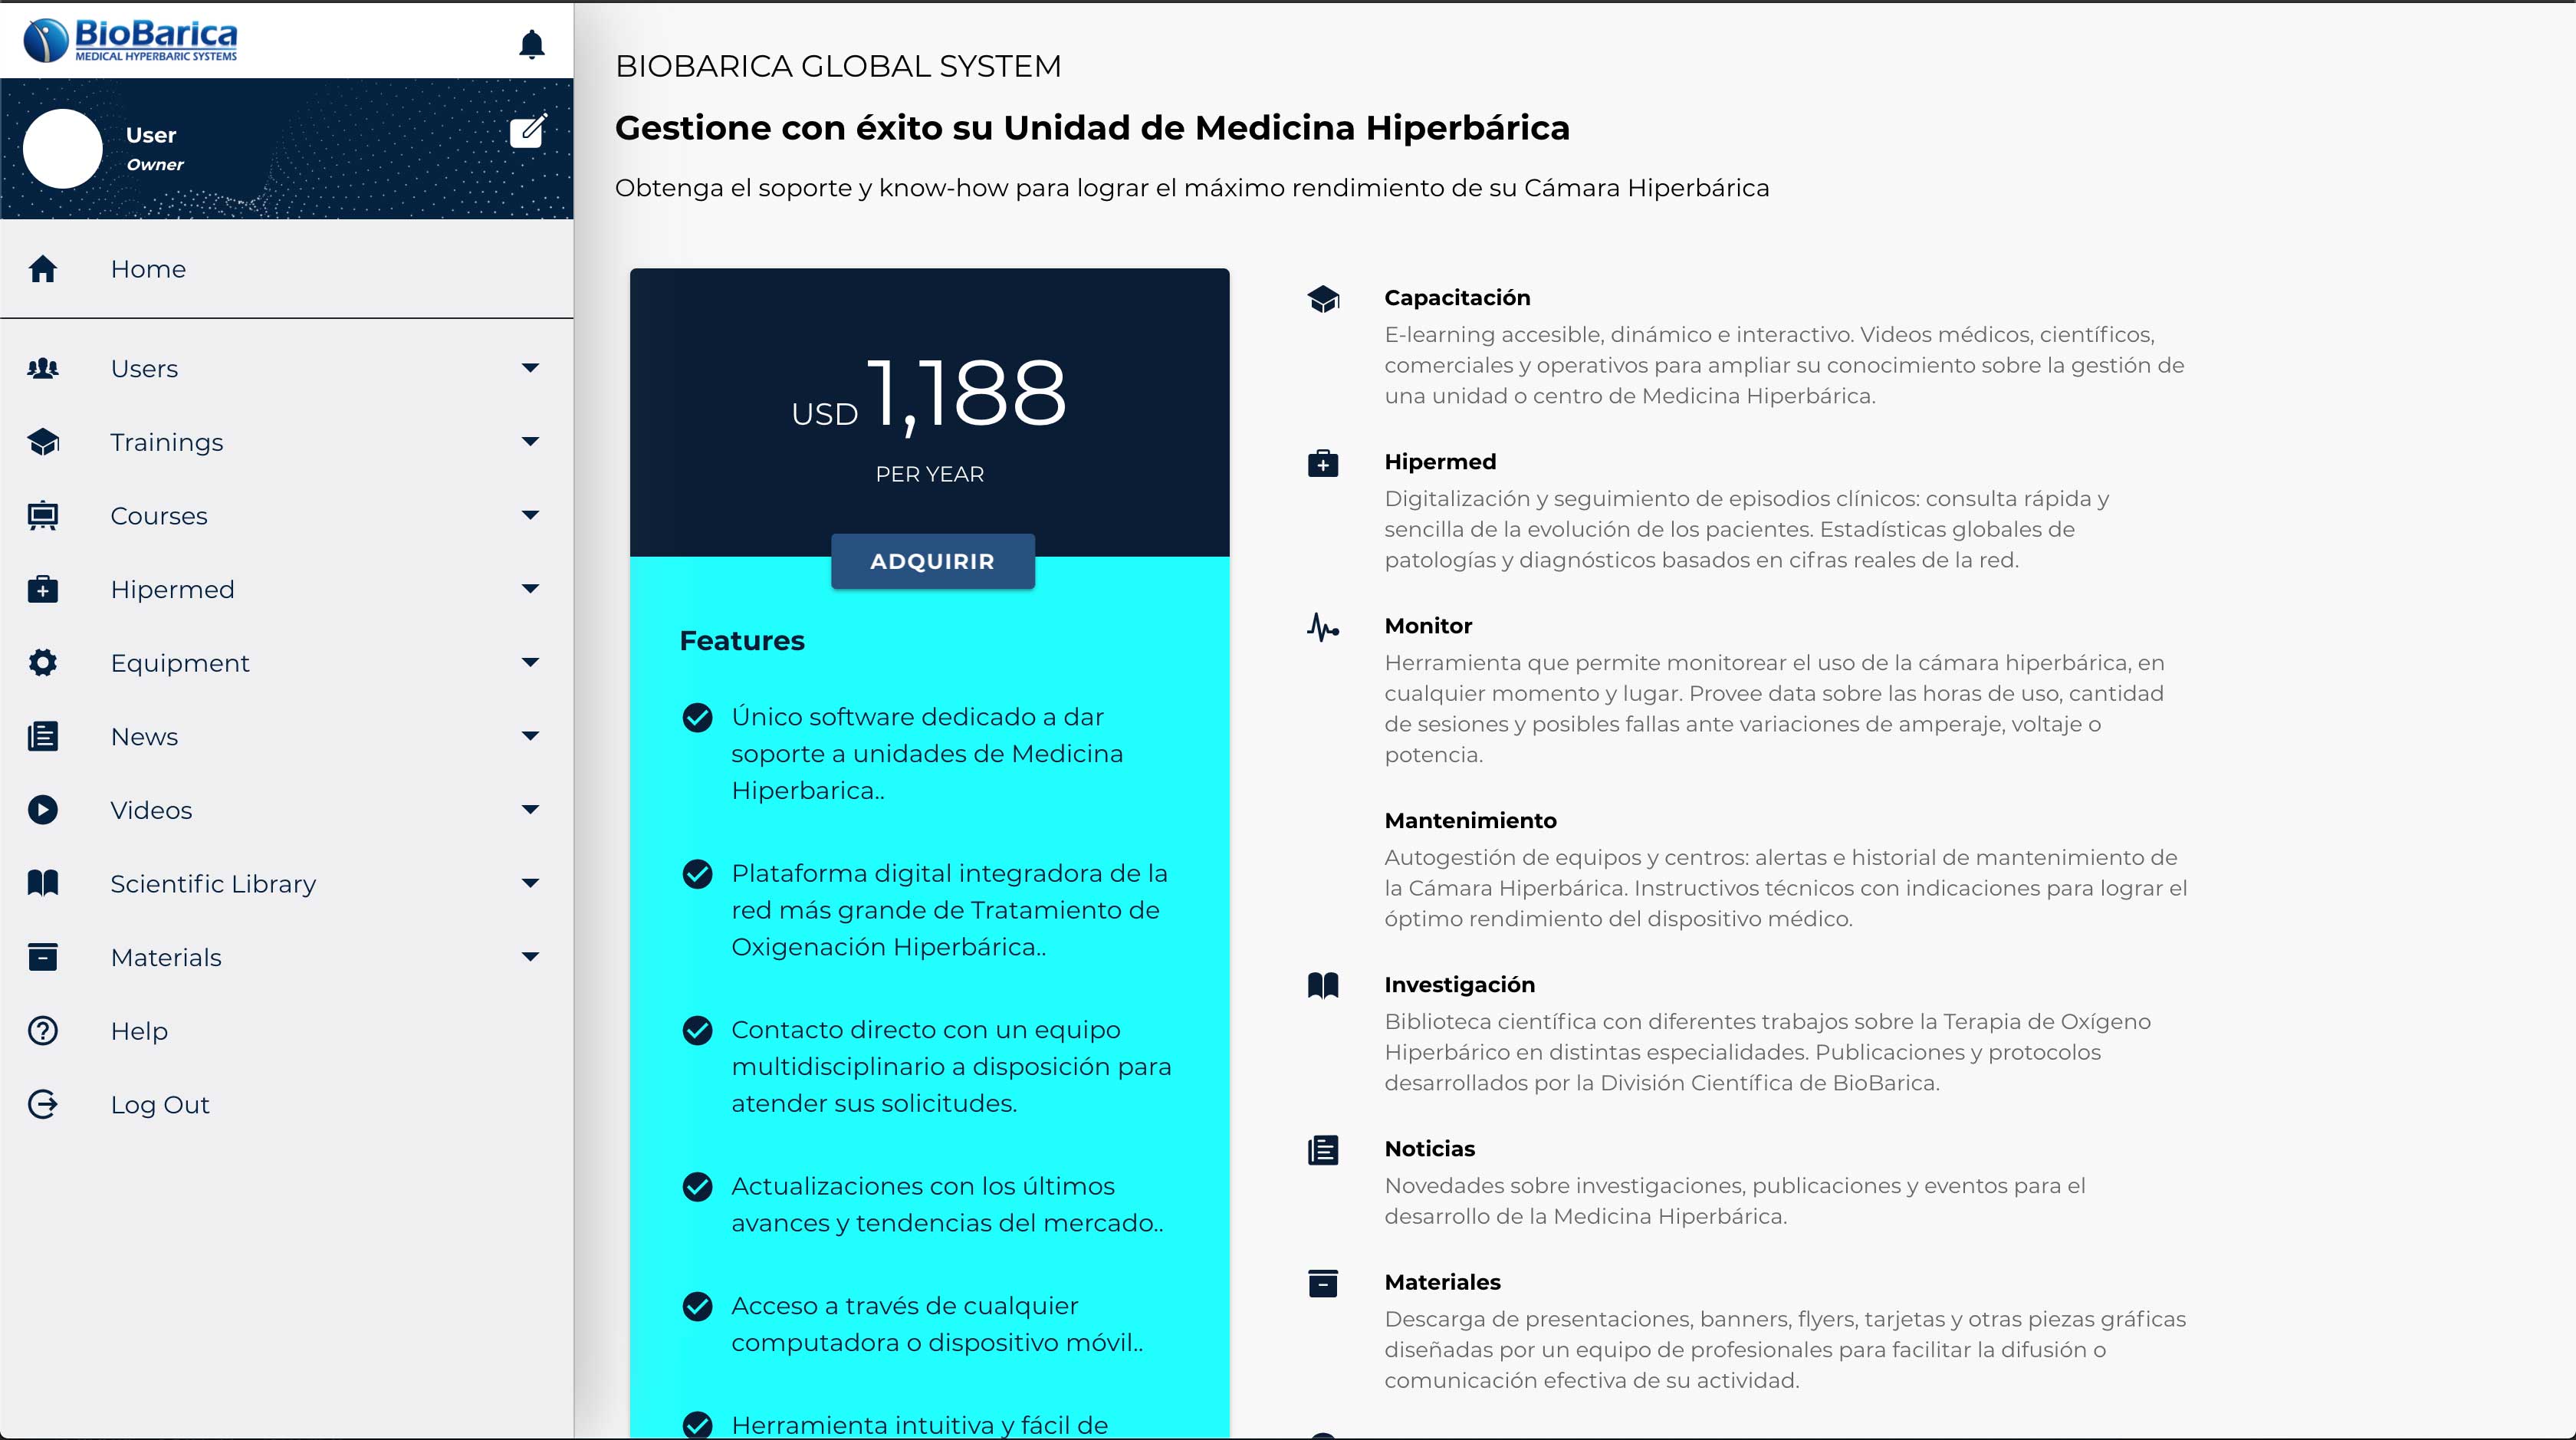 BioBarica
MEDICAL HYPERBARIC SYSTEMS
User
Owner
Home
Users
Trainings
Courses
Hipermed
Equipment
News
Videos
Scientific Library
Materials
Help
Log Out
BIOBARICA GLOBAL SYSTEM
Gestione con éxito su Unidad de Medicina Hiperbárica
Obtenga el soporte y know-how para lograr el máximo rendimiento de su Cámara Hiperbárica
USD 1,188
PER YEAR
ADQUIRIR
Features
Único software dedicado a dar
soporte a unidades de Medicina
Hiperbarica..
Plataforma digital integradora de la
red más grande de Tratamiento de
Oxigenación Hiperbárica..
Contacto directo con un equipo
multidisciplinario a disposición para
atender sus solicitudes.
Actualizaciones con los últimos
avances y tendencias del mercado..
Acceso a través de cualquier
computadora o dispositivo móvil..
Herramienta intuitiva y fácil de
Capacitación
E-learning accesible, dinámico e interactivo. Videos médicos, científicos,
comerciales y operativos para ampliar su conocimiento sobre la gestión de
una unidad o centro de Medicina Hiperbárica.
Hipermed
Digitalización y seguimiento de episodios clínicos: consulta rápida y
sencilla de la evolución de los pacientes. Estadísticas globales de
patologías y diagnósticos basados en cifras reales de la red.
Monitor
Herramienta que permite monitorear el uso de la cámara hiperbárica, en
cualquier momento y lugar. Provee data sobre las horas de uso, cantidad
de sesiones y posibles fallas ante variaciones de amperaje, voltaje o
potencia.
Mantenimiento
Autogestión de equipos y centros: alertas e historial de mantenimiento de
la Cámara Hiperbárica. Instructivos técnicos con indicaciones para lograr el
óptimo rendimiento del dispositivo médico.
Investigación
Biblioteca científica con diferentes trabajos sobre la Terapia de Oxígeno
Hiperbárico en distintas especialidades. Publicaciones y protocolos
desarrollados por la División Científica de BioBarica.
Noticias
Novedades sobre investigaciones, publicaciones y eventos para el
desarrollo de la Medicina Hiperbárica.
Materiales
Descarga de presentaciones, banners, flyers, tarjetas y otras piezas gráficas
diseñadas por un equipo de profesionales para facilitar la difusión o
comunicación efectiva de su actividad.